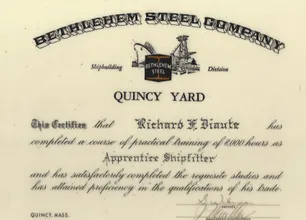 BETHLEHEM STEEL COMPANY
Shipbuilding Division
BETHLEHEM STEEL
QUINCY YARD
This Certifies that Richard F. Diaute has
completed a course of practical training of 8,000 hours as
Apprentice Shipfitter
and has satisfactorily completed the requisite studies and
has attained proficiency in the qualifications of his trade.
QUINCY, MASS.